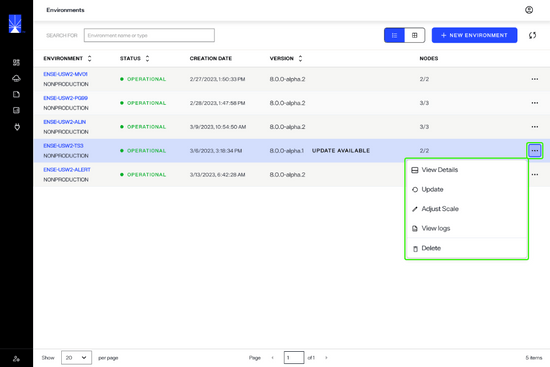 Environments
SEARCH FOR
Environment name or type
+ NEW ENVIRONMENT
ENVIRONMENT STATUS CREATION DATE VERSION NODES
ENSE-USW2-MV01
NONPRODUCTION
OPERATIONAL 2/27/2023, 1:50:33 PM 8.0.0-alpha.2 2/2
ENSE-USW2-PG99
NONPRODUCTION
OPERATIONAL 2/28/2023, 1:47:58 PM 8.0.0-alpha.2 3/3
ENSE-USW2-ALIN
NONPRODUCTION
OPERATIONAL 3/9/2023, 10:54:50 AM 8.0.0-alpha.2 3/3
ENSE-USW2-TS3
NONPRODUCTION
OPERATIONAL 3/8/2023, 3:18:34 PM 8.0.0-alpha.1 UPDATE AVAILABLE 2/2
ENSE-USW2-ALERT
NONPRODUCTION
OPERATIONAL 3/13/2023, 6:42:28 AM 8.0.0-alpha.2
View Details
Update
Adjust Scale
View logs
Delete
Show 20 per page
Page 1 of 1
5 items